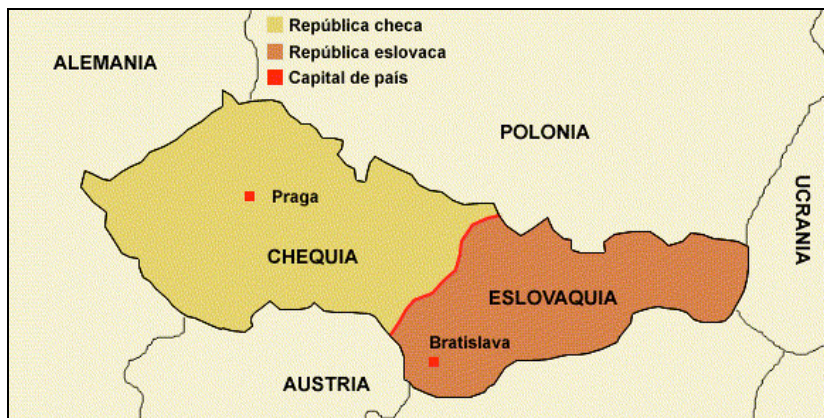 República checa
República eslovaca
Capital de país
ALEMANIA
POLONIA
UCRANIA
Praga
CHEQUIA
ESLOVAQUIA
Bratislava
AUSTRIA